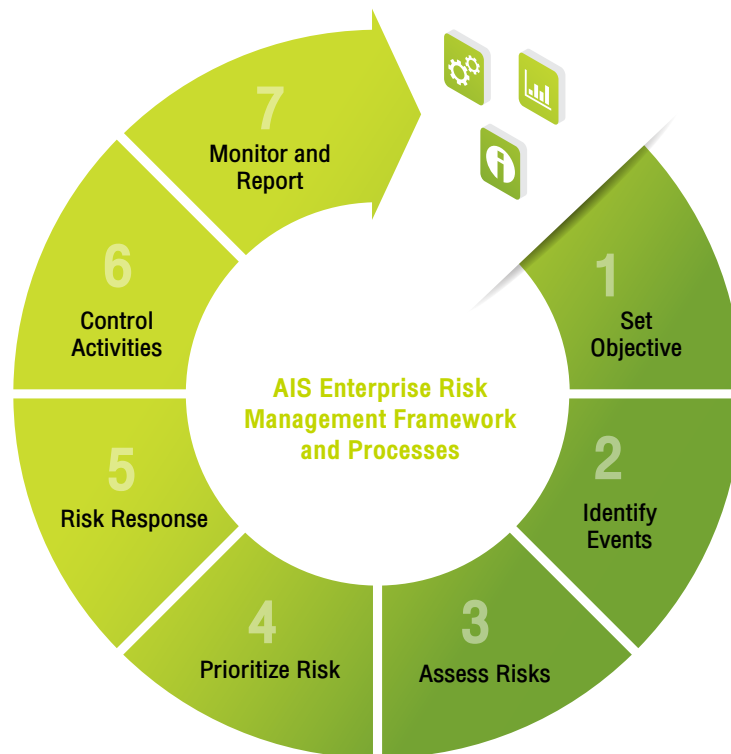 1
Set
Objective
2
Identify
Events
3
Assess Risks
4
Prioritize Risk
5
Risk Response
6
Control
Activities
7
Monitor and
Report
AIS Enterprise Risk
Management Framework
and Processes